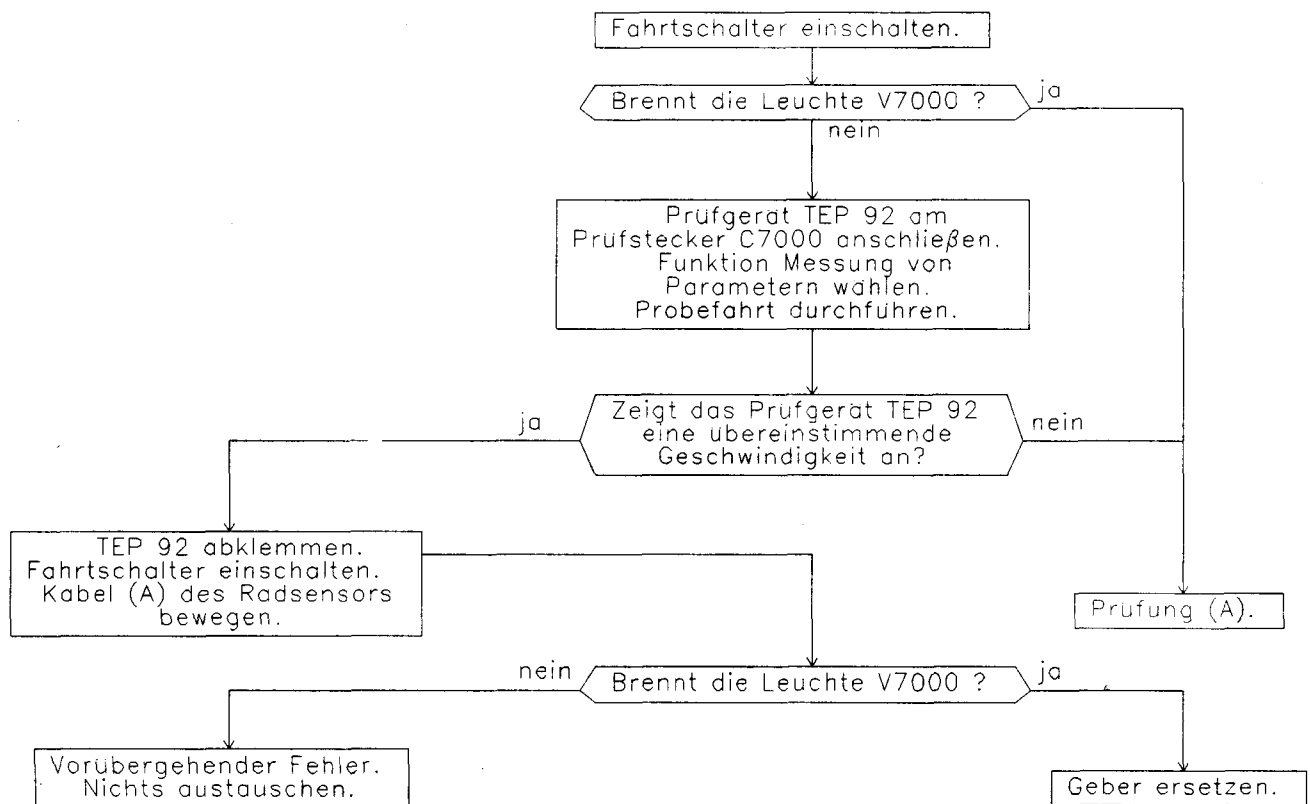 Fahrtschalter einschalten.
Brennt die Leuchte V7000 ?
ja
nein
Prüfgerät TEP 92 am
Prüfstecker C7000 anschließen.
Funktion Messung von
Parametern wählen.
Probefahrt durchführen.
Zeigt das Prüfgerät TEP 92
eine übereinstimmende
Geschwindigkeit an?
ja
nein
TEP 92 abklemmen.
Fahrtschalter einschalten.
Kabel (A) des Radsensors
bewegen.
Prüfung (A).
Brennt die Leuchte V7000 ?
nein
ja
Vorübergehender Fehler.
Nichts austauschen.
Geber ersetzen.